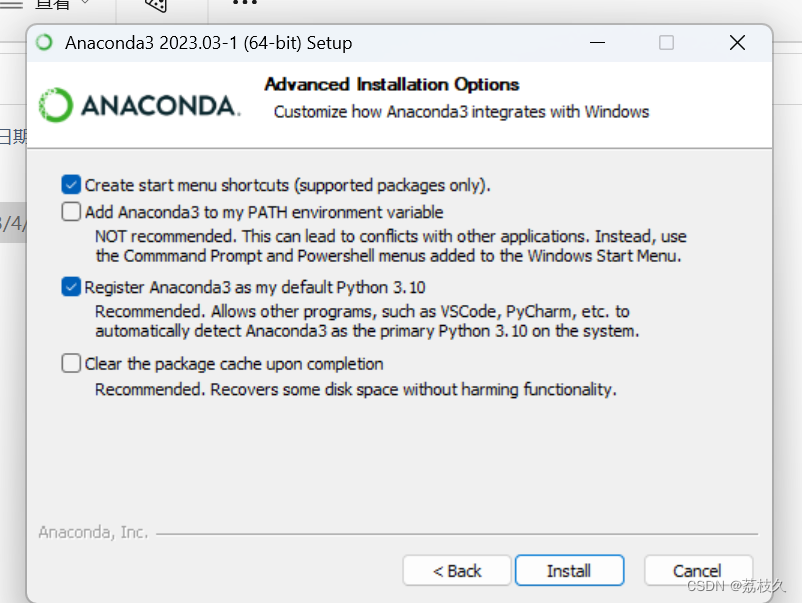 查看
Anaconda3 2023.03-1 (64-bit) Setup
ANACONDA.
Advanced Installation Options
Customize how Anaconda3 integrates with Windows
日期
3/4/
Create start menu shortcuts (supported packages only).
Add Anaconda3 to my PATH environment variable
NOT recommended. This can lead to conflicts with other applications. Instead, use
the Commmand Prompt and Powershell menus added to the Windows Start Menu.
Register Anaconda3 as my default Python 3.10
Recommended. Allows other programs, such as VSCode, PyCharm, etc. to
automatically detect Anaconda3 as the primary Python 3.10 on the system.
Clear the package cache upon completion
Recommended. Recovers some disk space without harming functionality.
Anaconda, Inc.
< Back
Install
Cancel
CSDN @荔枝久